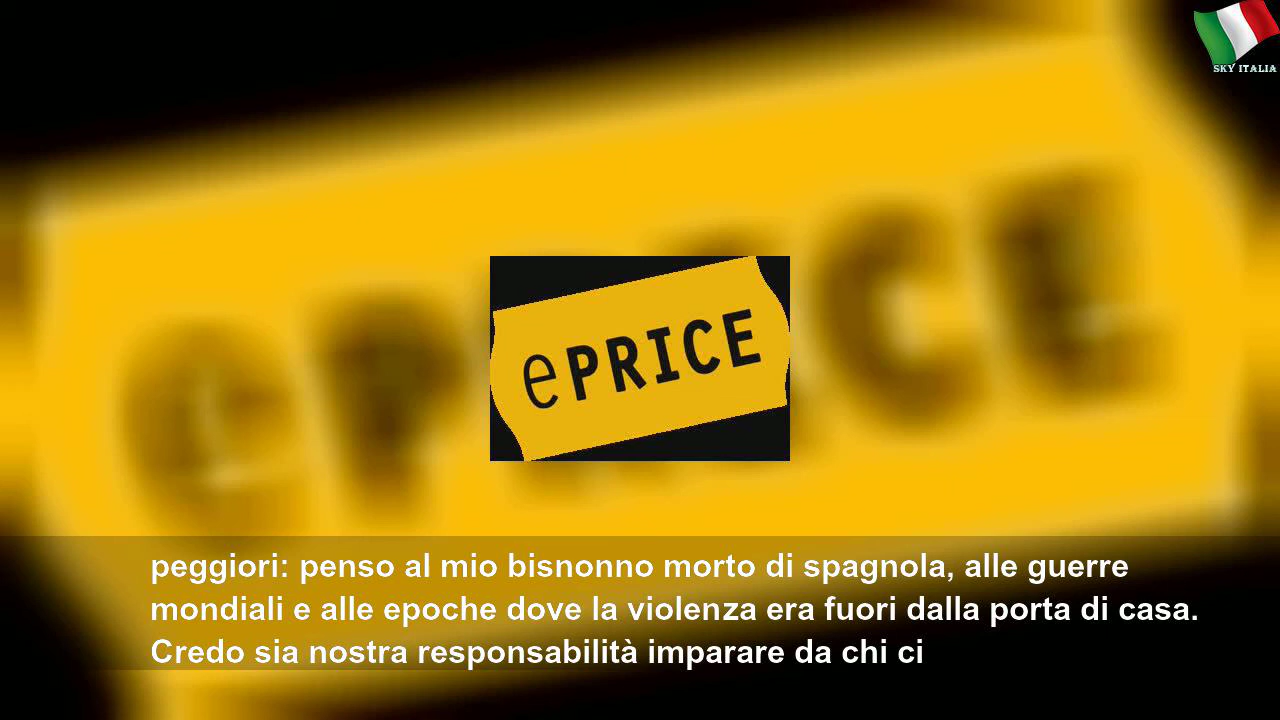 SKY ITALIA
ePRICE
peggiori: penso al mio bisnonno morto di spagnola, alle guerre
mondiali e alle epoche dove la violenza era fuori dalla porta di casa.
Credo sia nostra responsabilità imparare da chi ci